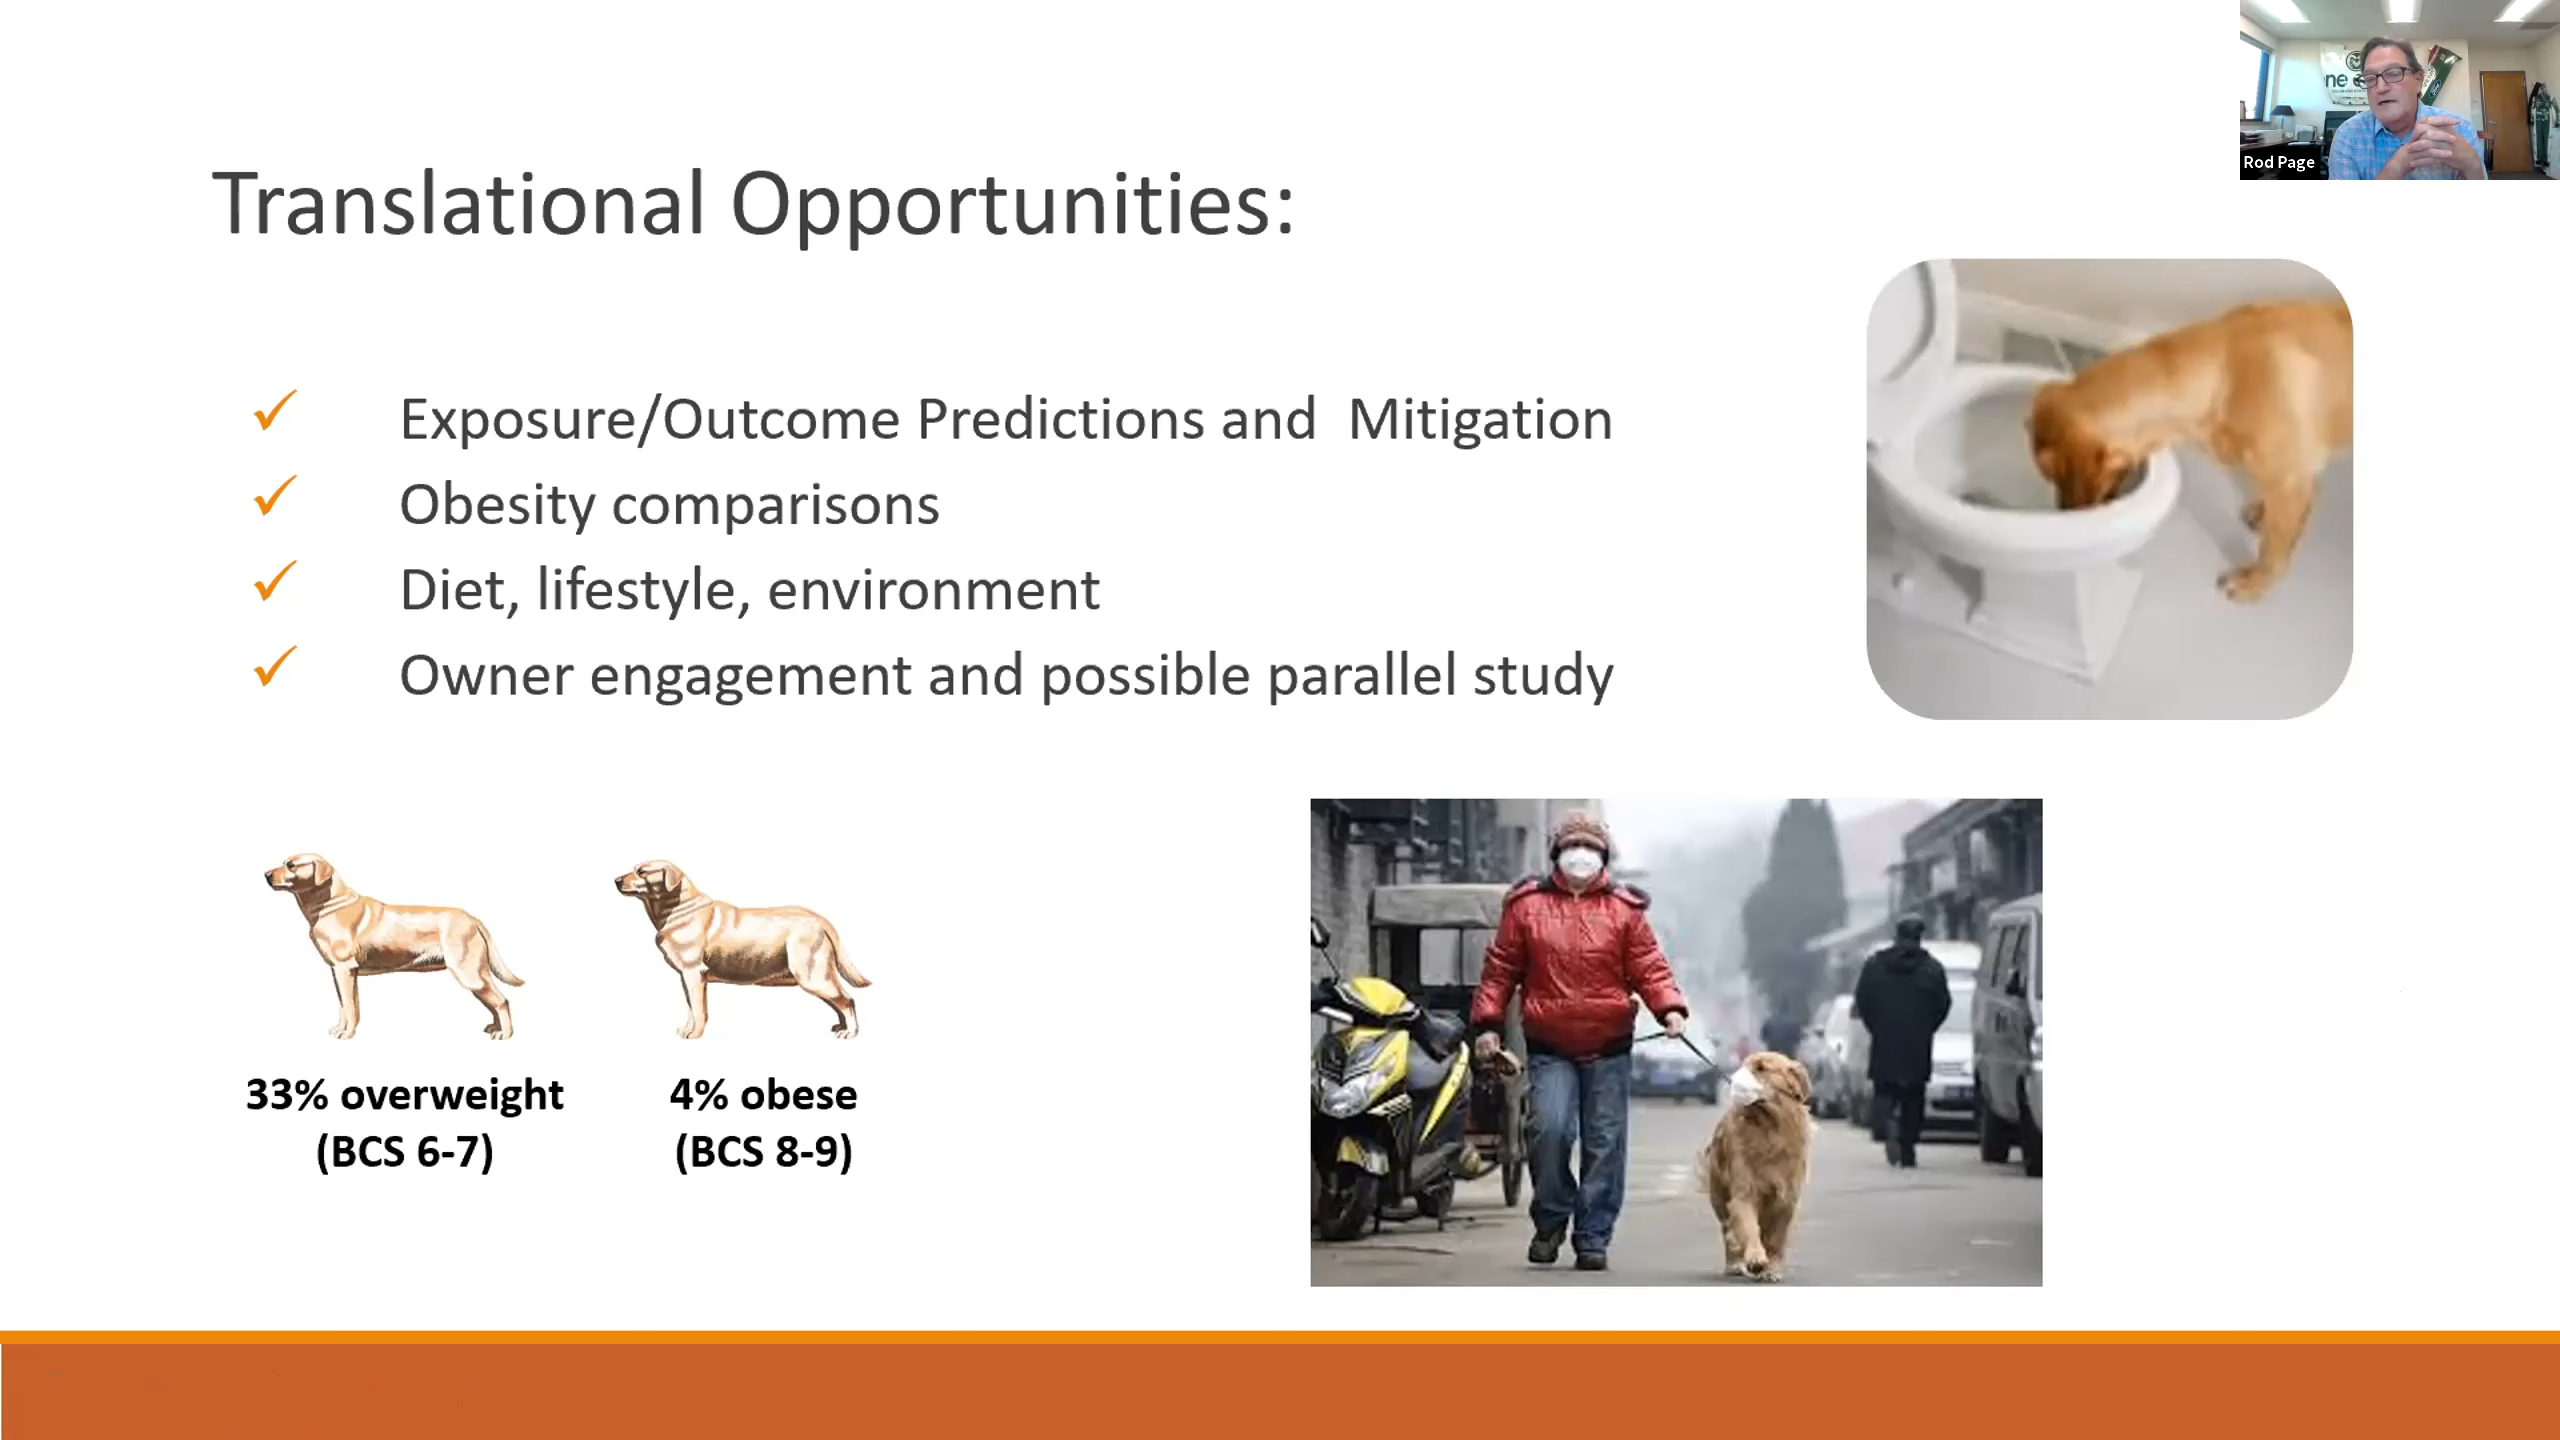 Rod Page
Translational Opportunities:
✓ Exposure/Outcome Predictions and  Mitigation
✓ Obesity comparisons
✓ Diet, lifestyle, environment
✓ Owner engagement and possible parallel study
33% overweight
(BCS 6-7)
4% obese
(BCS 8-9)